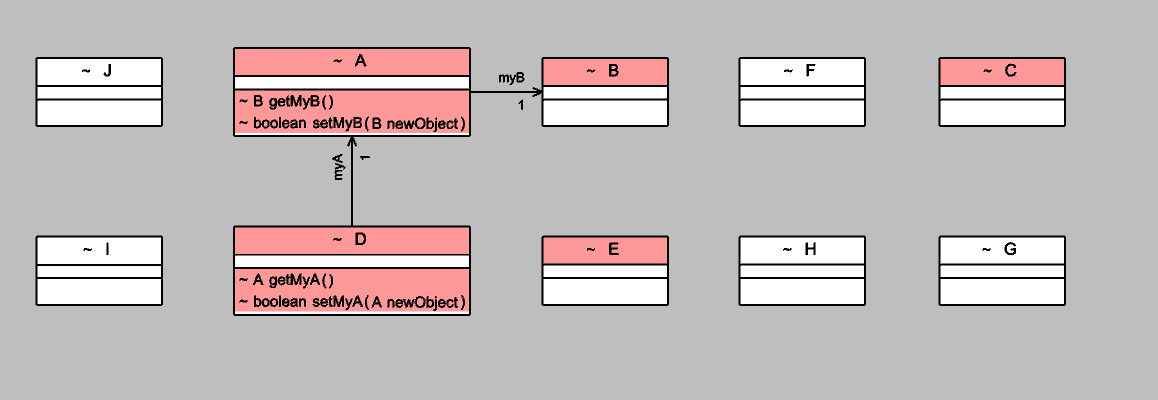 ~ J
~ A
~ B getMyB()
~ boolean setMyB(B newObject)
myB
1
~ B
~ F
~ C
myA
1
~ I
~ D
~ A getMyA()
~ boolean setMyA(A newObject)
~ E
~ H
~ G